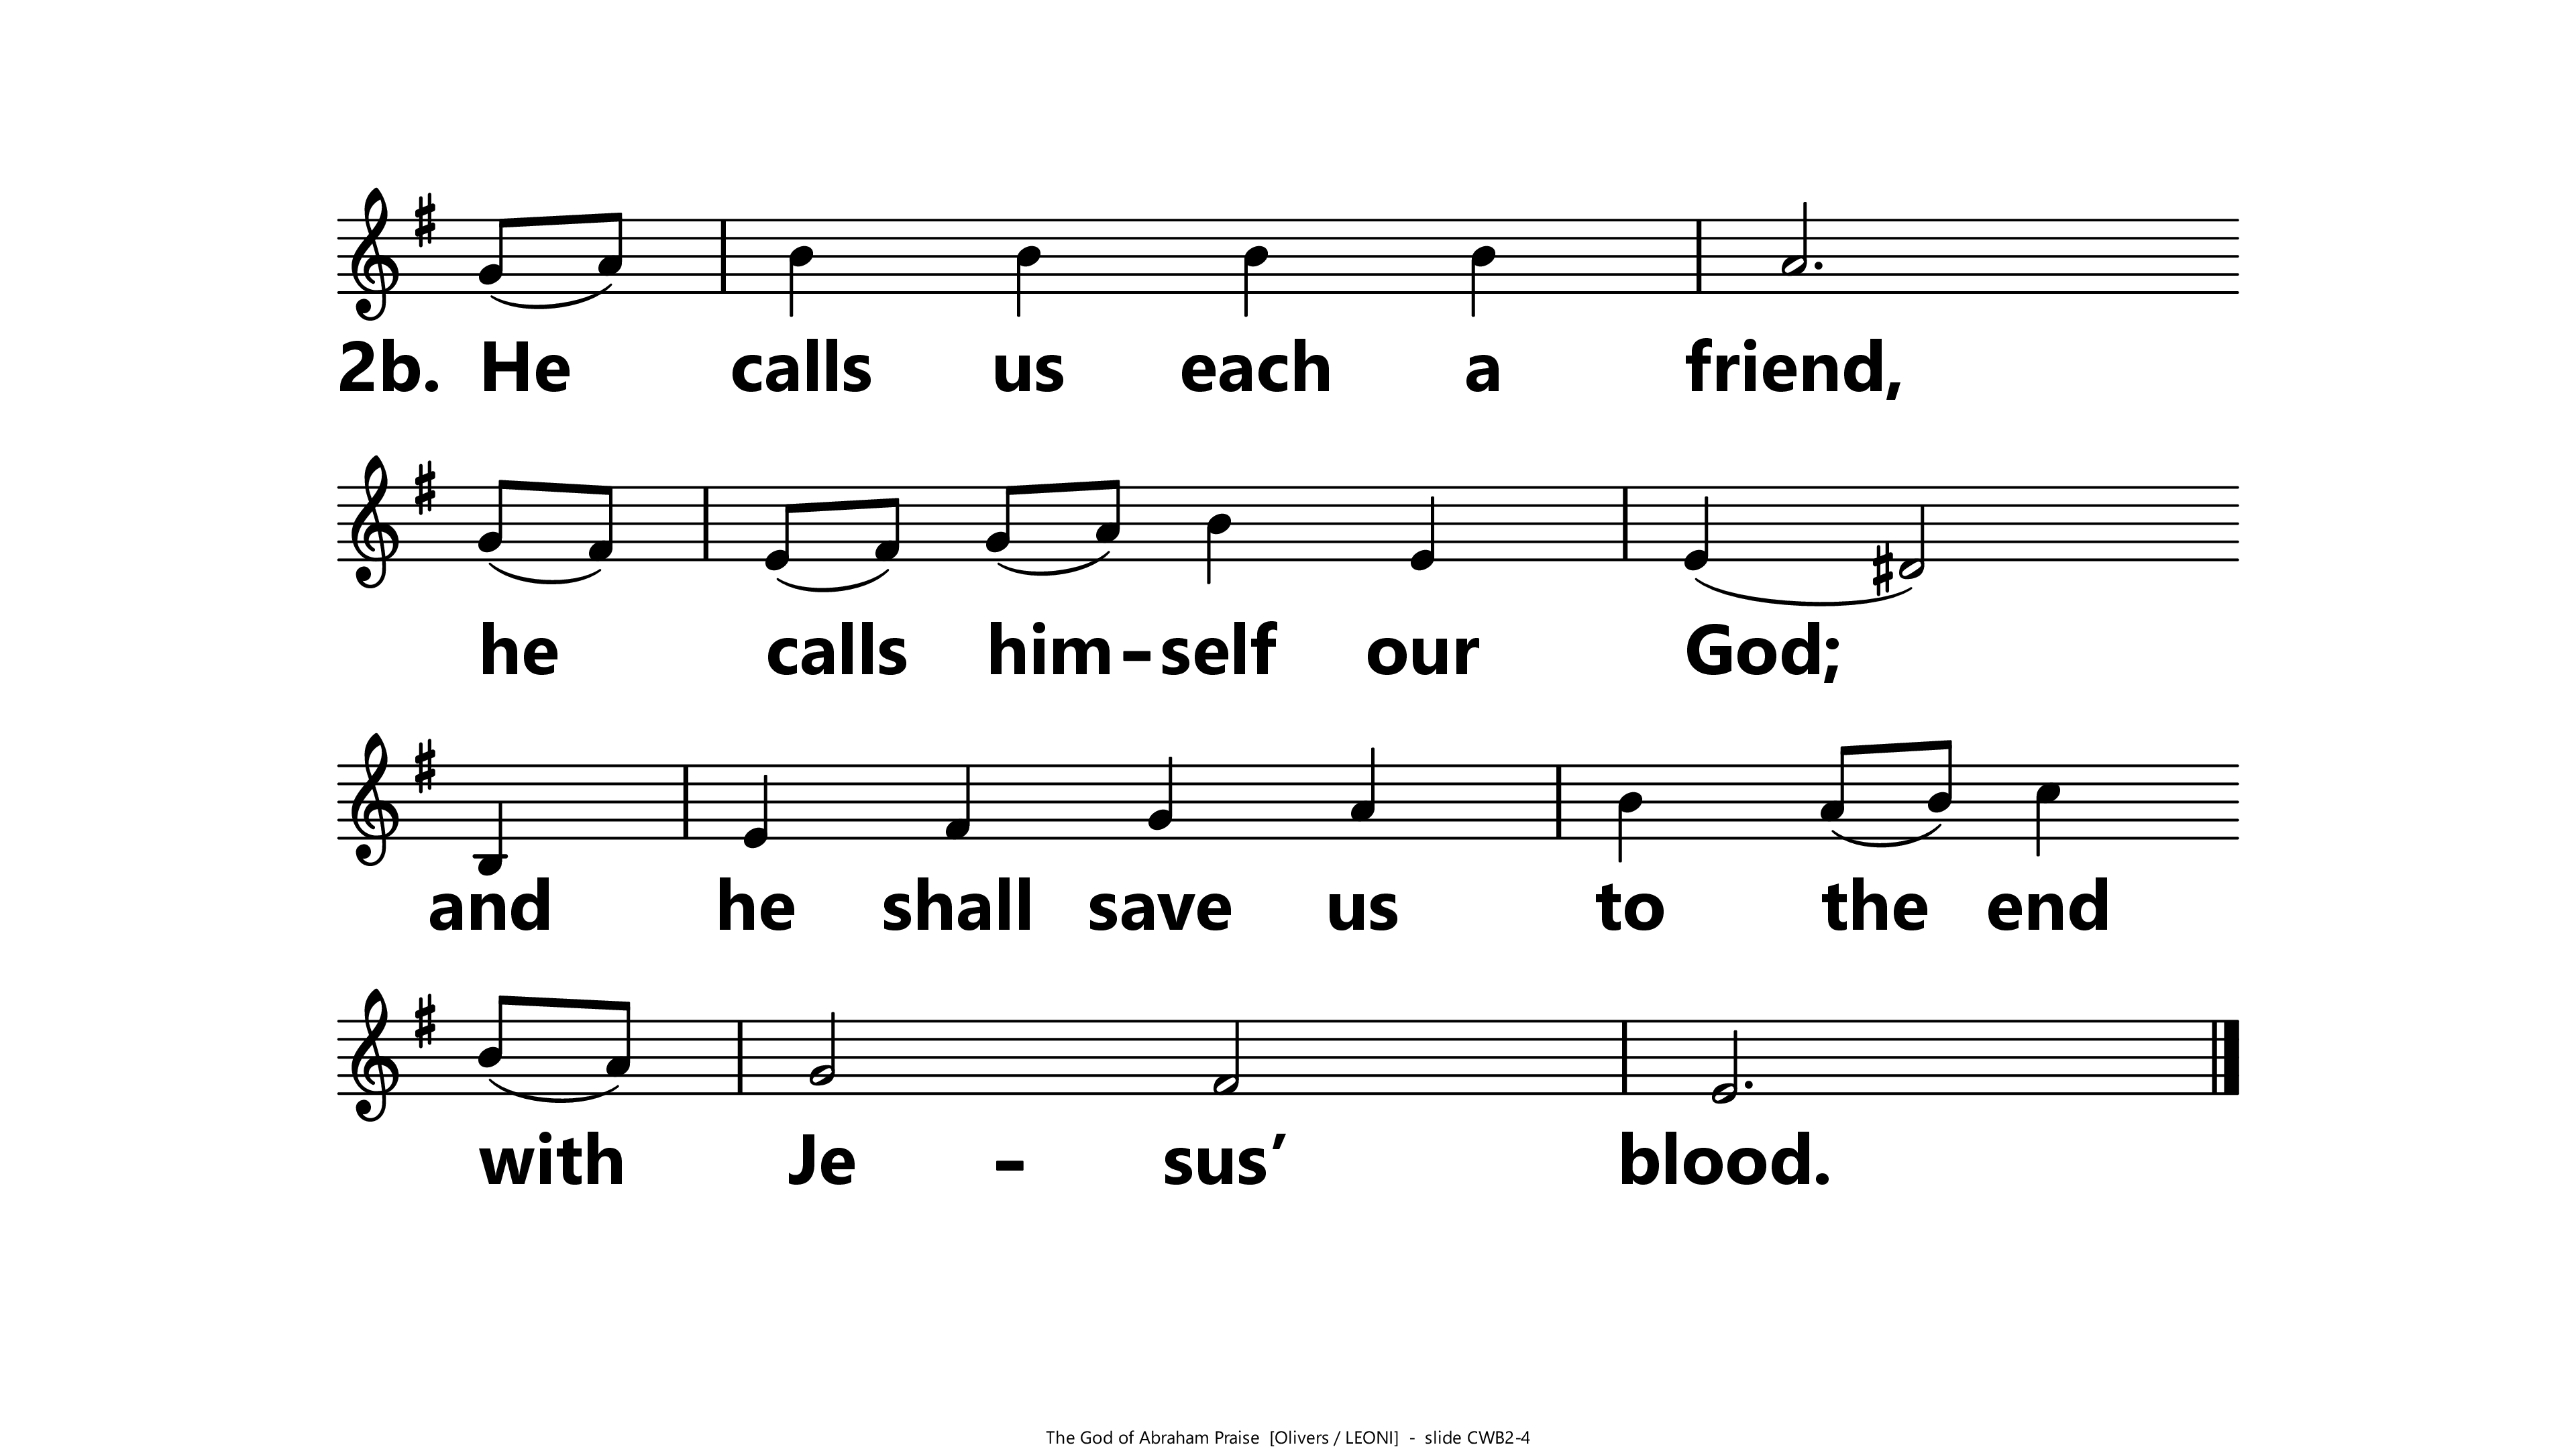 2b. He calls us each a friend,
he calls him-self our God;
and he shall save us to the end
with Je - sus’ blood.
The God of Abraham Praise [Olivers / LEONI] - slide CWB2-4